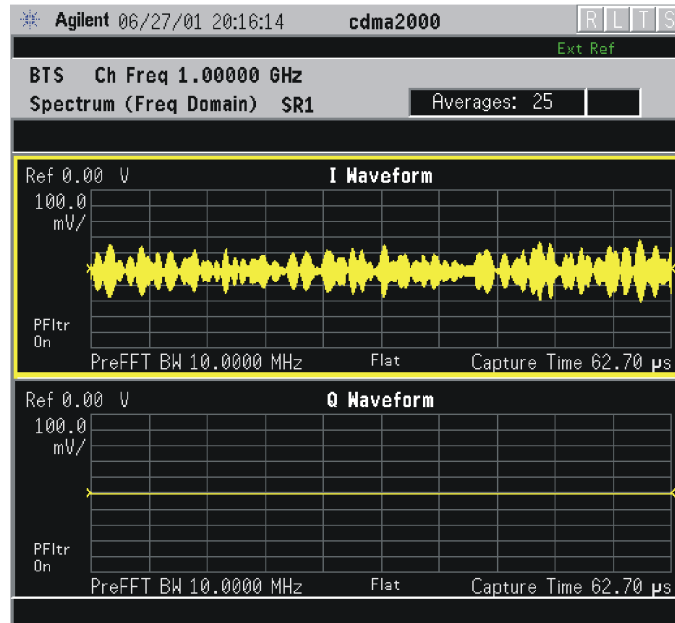 Agilent 06/27/01 20:16:14 cdma2000 R L T S
Ext Ref
BTS Ch Freq 1.00000 GHz
Spectrum (Freq Domain) SR1 Averages: 25
Ref 0.00 V I Waveform
100.0
mV/
PFltr
On
PreFFT BW 10.0000 MHz Flat Capture Time 62.70 µs
Ref 0.00 V Q Waveform
100.0
mV/
PFltr
On
PreFFT BW 10.0000 MHz Flat Capture Time 62.70 µs